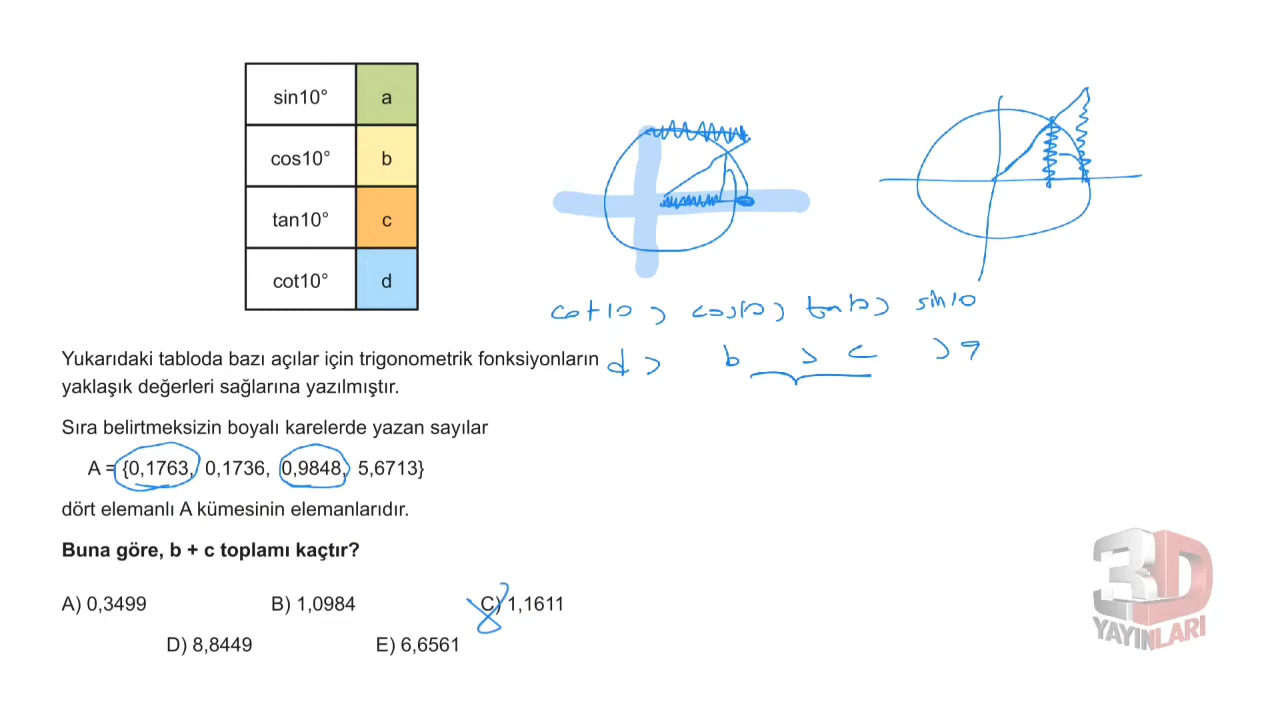 sin10° a
cos10° b
tan10° c
cot10° d
cot10 > cos10 > tan10 > sin10
d > b > c > a
Yukarıdaki tabloda bazı açılar için trigonometrik fonksiyonların
yaklaşık değerleri sağlarına yazılmıştır.
Sıra belirtmeksizin boyalı karelerde yazan sayılar
A = {0,1763, 0,1736, 0,9848, 5,6713}
dört elemanlı A kümesinin elemanlarıdır.
Buna göre, b + c toplamı kaçtır?
A) 0,3499 B) 1,0984 C) 1,1611
D) 8,8449 E) 6,6561
3D
YAYINLARI